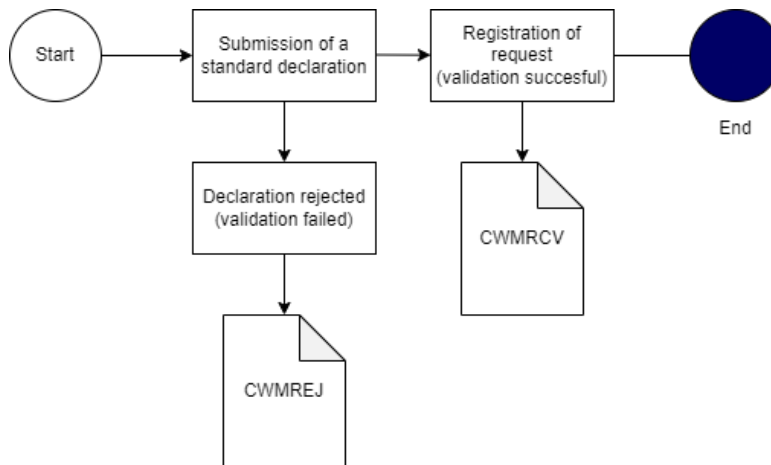 Start
Submission of a
standard declaration
Registration of
request
(validation succesful)
End
Declaration rejected
(validation failed)
CWMRCV
CWMREJ